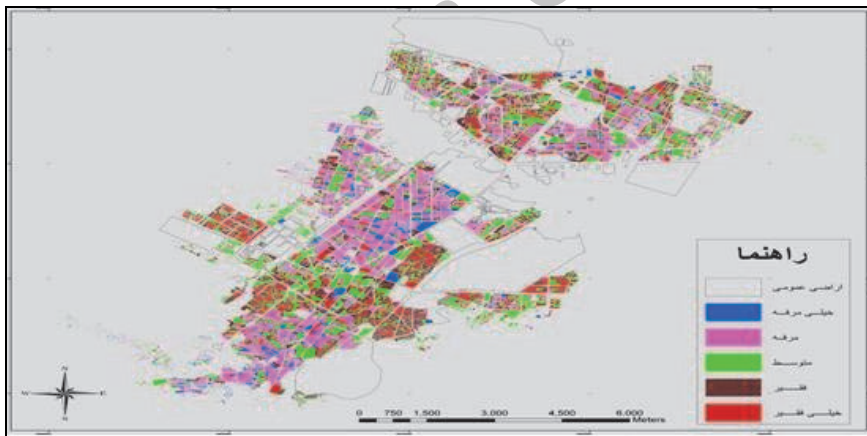 راهنما
اراضی عمومی
خیلی مرفه
مرفه
متوسط
فقیر
خیلی فقیر
N
W E
S
0 750 1,500 3,000 4,500 6,000
Meters